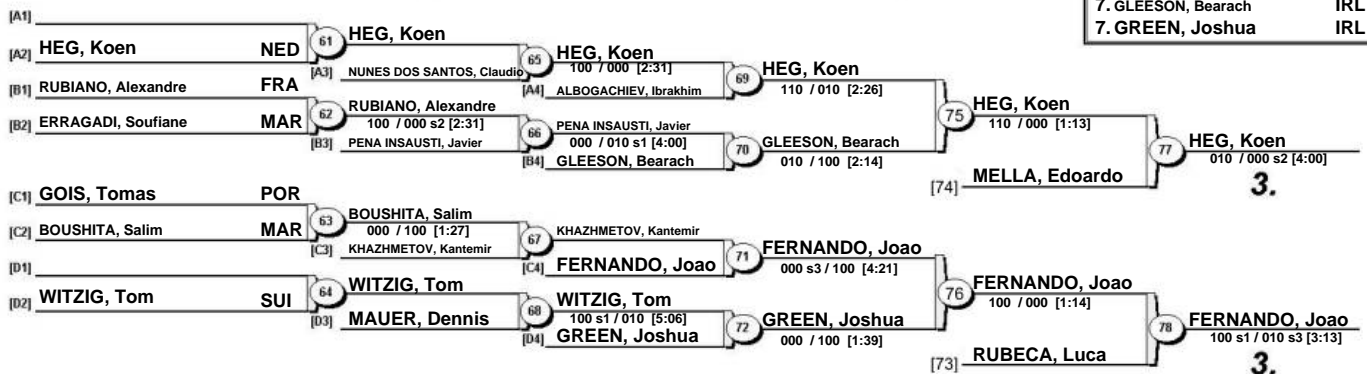 7. GLEESON, Bearach IRL
7. GREEN, Joshua IRL
[A1]
[A2] HEG, Koen NED
61 HEG, Koen
[A3] NUNES DOS SANTOS, Claudio
65 HEG, Koen
100 / 000 [2:31]
[A4] ALBOGACHIEV, Ibrakhim
69 HEG, Koen
110 / 010 [2:26]
[B1] RUBIANO, Alexandre FRA
[B2] ERRAGADI, Soufiane MAR
62 RUBIANO, Alexandre
100 / 000 s2 [2:31]
[B3] PENA INSAUSTI, Javier
66 PENA INSAUSTI, Javier
000 / 010 s1 [4:00]
[B4] GLEESON, Bearach
70 GLEESON, Bearach
010 / 100 [2:14]
75 HEG, Koen
110 / 000 [1:13]
[74] MELLA, Edoardo
77 HEG, Koen
010 / 000 s2 [4:00]
3.
[C1] GOIS, Tomas POR
[C2] BOUSHITA, Salim MAR
63 BOUSHITA, Salim
000 / 100 [1:27]
[C3] KHAZHMETOV, Kantemir
67 KHAZHMETOV, Kantemir
[C4] FERNANDO, Joao
71 FERNANDO, Joao
000 s3 / 100 [4:21]
[D1]
[D2] WITZIG, Tom SUI
64 WITZIG, Tom
[D3] MAUER, Dennis
68 WITZIG, Tom
100 s1 / 010 [5:06]
[D4] GREEN, Joshua
72 GREEN, Joshua
000 / 100 [1:39]
76 FERNANDO, Joao
100 / 000 [1:14]
[73] RUBECA, Luca
78 FERNANDO, Joao
100 s1 / 010 s3 [3:13]
3.